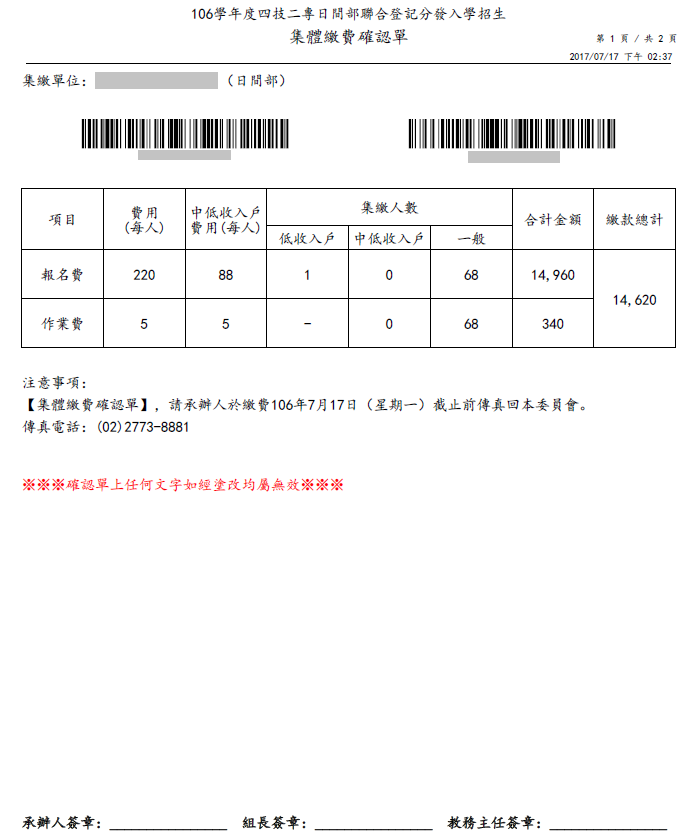 106學年度四技二專日間部聯合登記分發入學招生
集體繳費確認單
第 1 頁 / 共 2 頁
2017/07/17 下午 02:37
集繳單位： （日間部）
項目 費用 (每人) 中低收入戶 費用(每人) 集繳人數 合計金額 繳款總計
低收入戶 中低收入戶 一般
報名費 220 88 1 0 68 14,960 14,620
作業費 5 5 - 0 68 340
注意事項：
【集體繳費確認單】，請承辦人於繳費106年7月17日（星期一）截止前傳真回本委員會。
傳真電話：(02)2773-8881
※※※確認單上任何文字如經塗改均屬無效※※※
承辦人簽章：________________ 組長簽章：________________ 教務主任簽章：________________